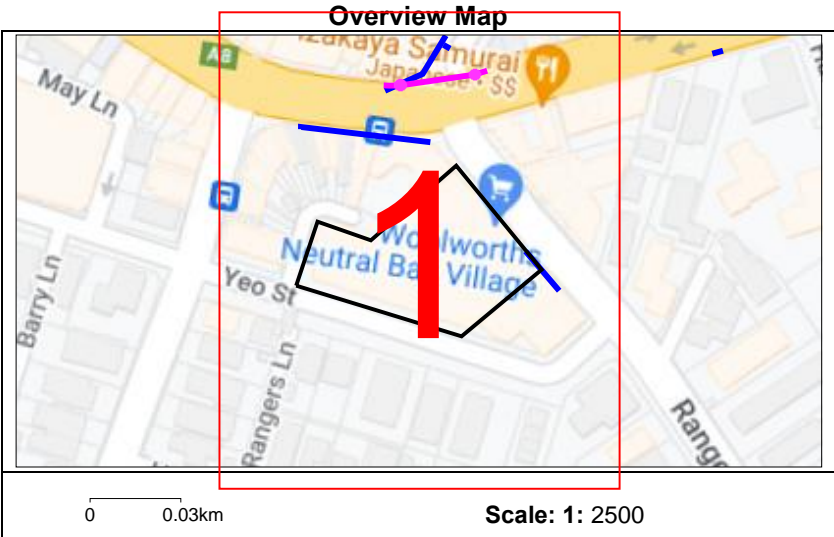 Overview Map
Izakaya Samurai
Japanese · SS
A8
May Ln
1
Woolworths
Neutral Bay Village
Yeo St
Barry Ln
Rangers Ln
0 0.03km
Scale: 1: 2500